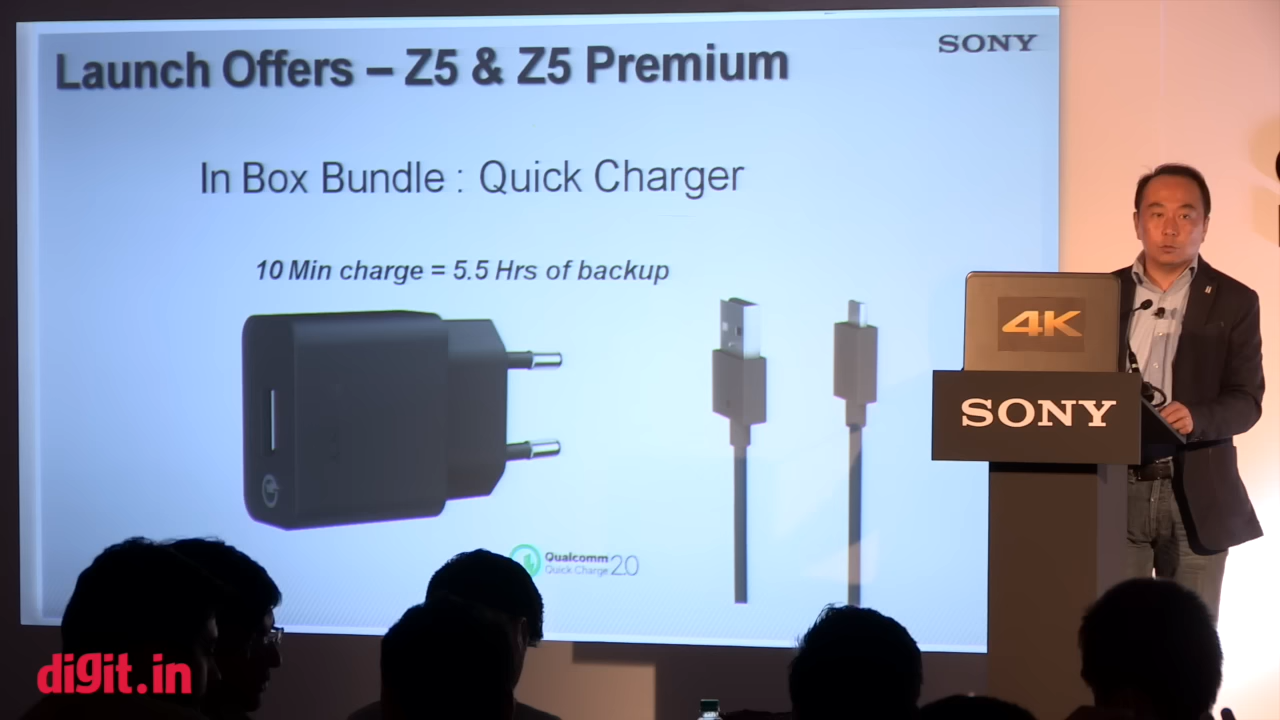 Launch Offers – Z5 & Z5 Premium
SONY
In Box Bundle : Quick Charger
10 Min charge = 5.5 Hrs of backup
Qualcomm
Quick Charge 2.0
4K
SONY
digit.in